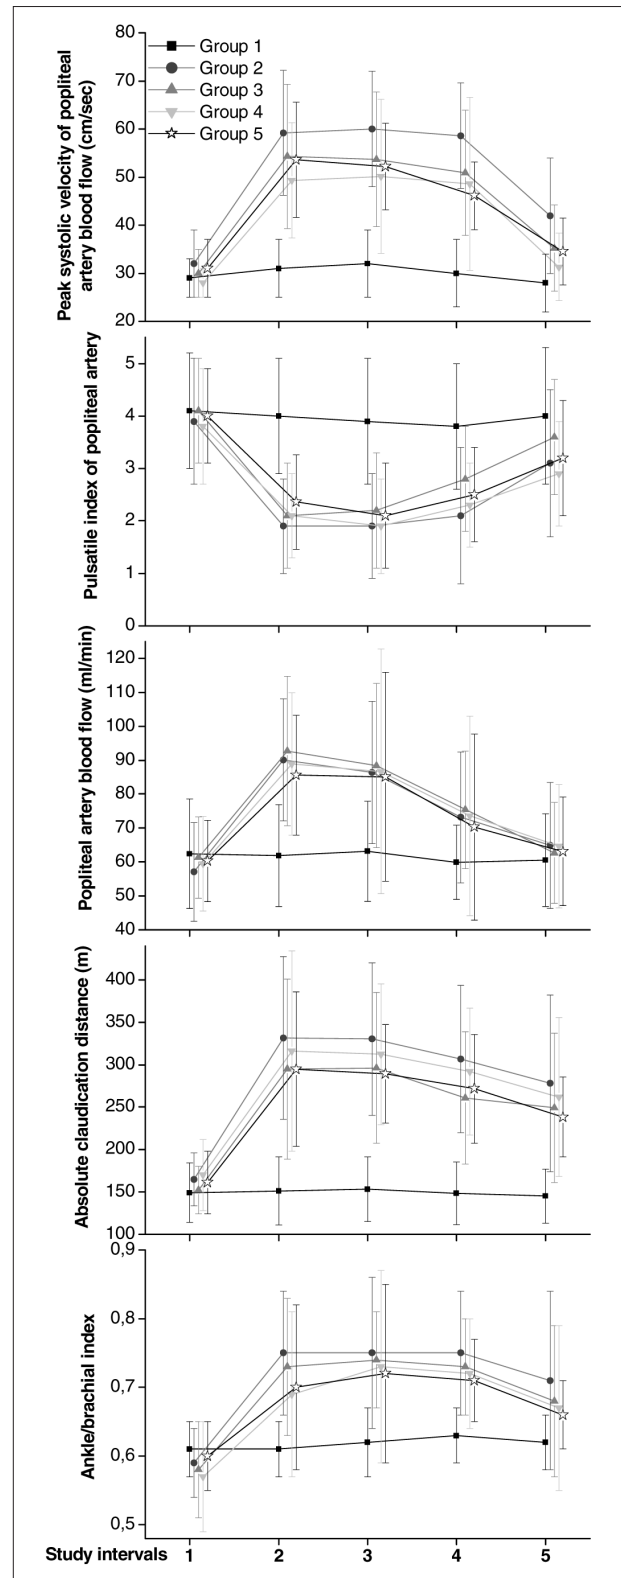 Peak systolic velocity of popliteal
artery blood flow (cm/sec)
80
70
60
50
40
30
20
Group 1
Group 2
Group 3
Group 4
Group 5
Pulsatile index of popliteal artery
5
4
3
2
1
0
Popliteal artery blood flow (ml/min)
120
110
100
90
80
70
60
50
40
Absolute claudication distance (m)
400
350
300
250
200
150
100
Ankle/brachial index
0,9
0,8
0,7
0,6
0,5
Study intervals 1 2 3 4 5